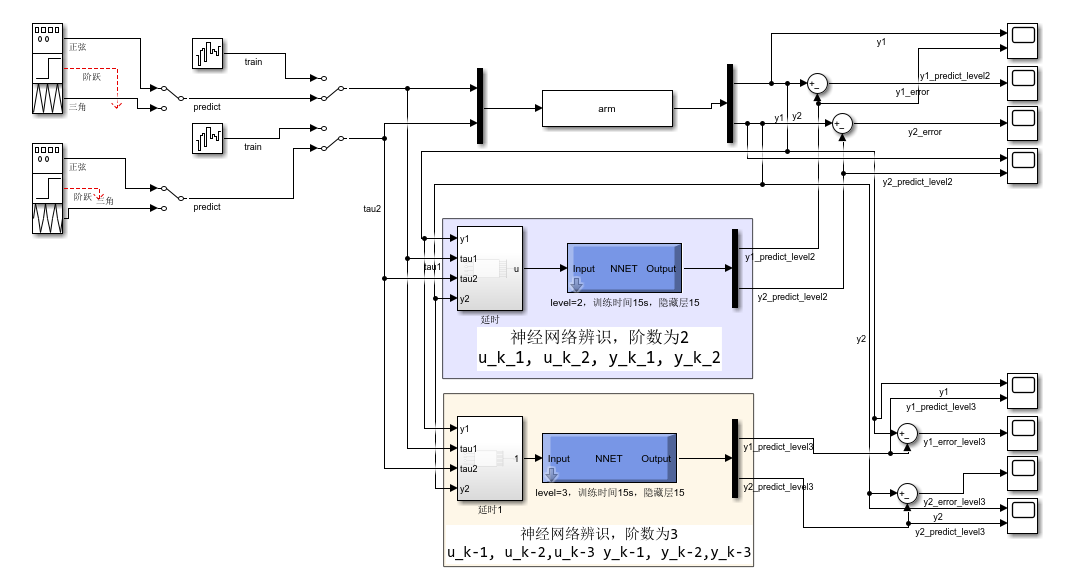 正弦
阶跃
三角
predict
train
train
正弦
阶跃
三角
predict
tau2
tau1
arm
y1
y1_predict_level2
y1_error
y1
y2
y2_error
y2_predict_level2
y1
tau1
tau2
y2
u
延时
Input
NNET
Output
level=2，训练时间15s，隐藏层15
y1_predict_level2
y2_predict_level2
神经网络辨识，阶数为2
u_k_1, u_k_2, y_k_1, y_k_2
y2
y1
tau1
tau2
y2
1
延时1
Input
NNET
Output
level=3，训练时间15s，隐藏层15
y1_predict_level3
y2_predict_level3
神经网络辨识，阶数为3
u_k-1, u_k-2,u_k-3 y_k-1, y_k-2,y_k-3
y1
y1_predict_level3
y1_error_level3
y2_error_level3
y2
y2_predict_level3